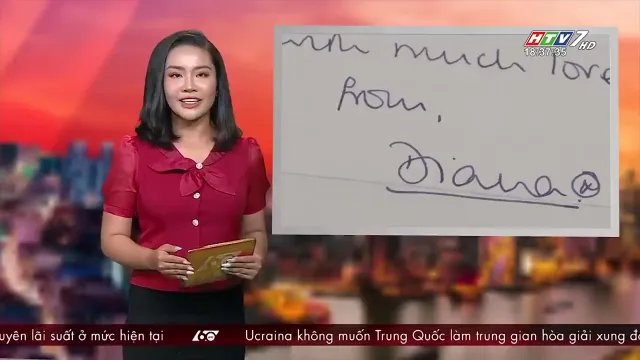 HTV7 HD
18:37:35
with much love
from,
Diana
uyên lãi suất ở mức hiện tại
60
Ucraina không muốn Trung Quốc làm trung gian hòa giải xung đ